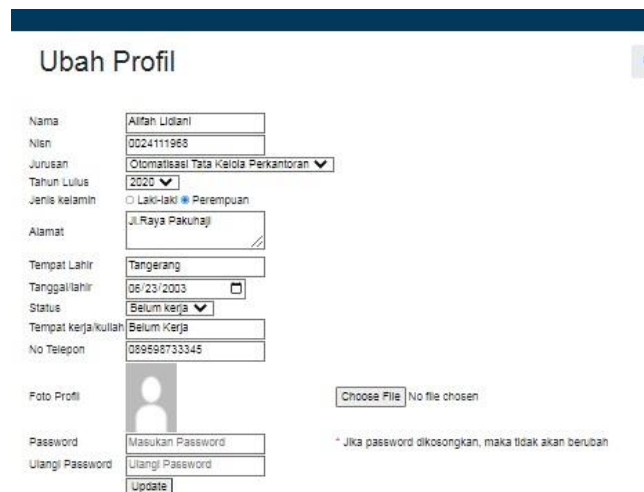 Ubah Profil
Nama Alifah Lidiani
Nisn 0024111968
Jurusan Otomatisasi Tata Kelola Perkantoran
Tahun Lulus 2020
Jenis kelamin Laki-laki Perempuan
Alamat Jl.Raya Pakuhaji
Tempat Lahir Tangerang
Tanggal/lahir 06/23/2003
Status Belum kerja
Tempat kerja/kuliah Belum Kerja
No Telepon 089598733345
Foto Profil Choose File No file chosen
Password Masukan Password * Jika password dikosongkan, maka tidak akan berubah
Ulangi Password Ulangi Password
Update